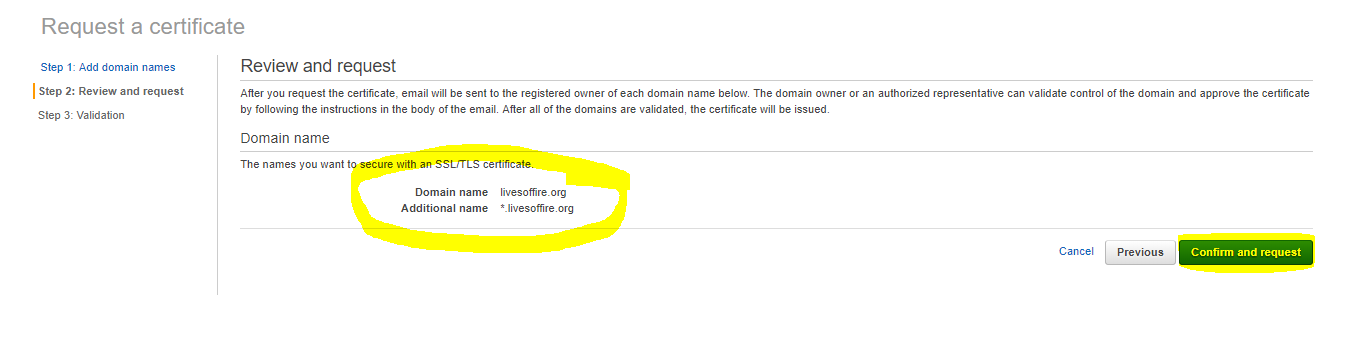 Request a certificate
Step 1: Add domain names
Step 2: Review and request
Step 3: Validation
Review and request
After you request the certificate, email will be sent to the registered owner of each domain name below. The domain owner or an authorized representative can validate control of the domain and approve the certificate
by following the instructions in the body of the email. After all of the domains are validated, the certificate will be issued.
Domain name
The names you want to secure with an SSL/TLS certificate.
Domain name livesoffire.org
Additional name *.livesoffire.org
Cancel Previous Confirm and request